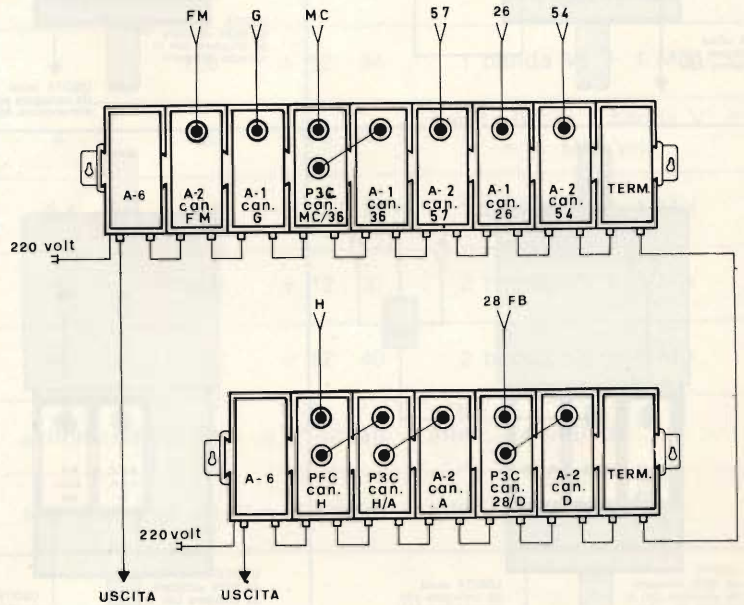 FM G MC 57 26 54
A-6
A-2
can.
FM
A-1
can.
G
P3C
can.
MC/36
A-1
can.
36
A-2
can.
57
A-1
can.
26
A-2
can.
54
TERM.
220 volt
H 28 FB
A-6
PFC
can.
H
P3C
can.
H/A
A-2
can.
A
P3C
can.
28/D
A-2
can.
D
TERM.
220 volt
USCITA USCITA